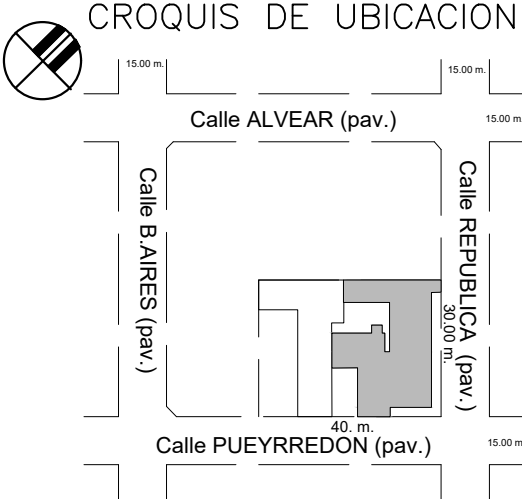 CROQUIS DE UBICACION
15.00 m.
15.00 m.
Calle ALVEAR (pav.)
15.00 m.
Calle B.AIRES (pav.)
Calle REPUBLICA (pav.)
30.00 m.
40. m.
Calle PUEYRREDON (pav.)
15.00 m